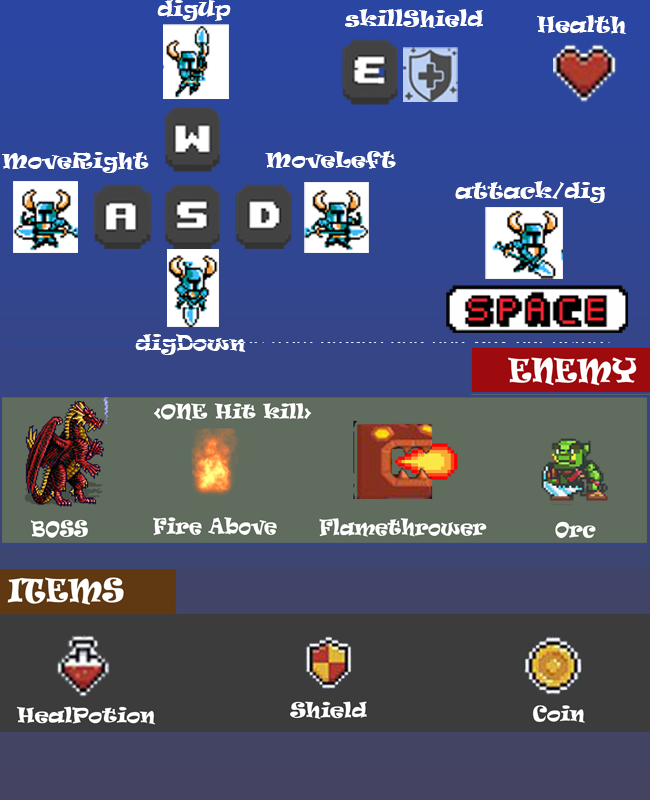 digUp
skillShield
Health
E
W
MoveRight
MoveLeft
A S D
attack/dig
SPACE
digDown
ENEMY
<ONE Hit kill>
BOSS
Fire Above
Flamethrower
Orc
ITEMS
HealPotion
Shield
Coin